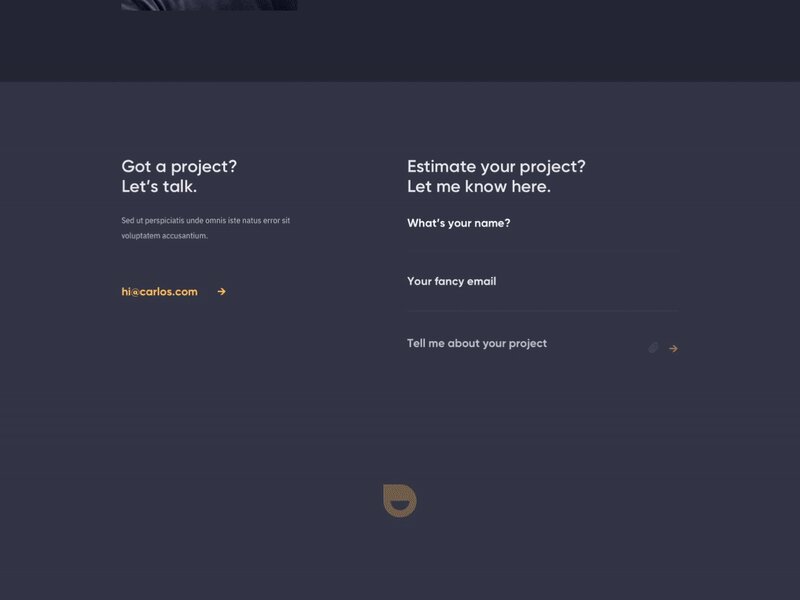 Got a project?
Let's talk.
Sed ut perspiciatis unde omnis iste natus error sit
voluptatem accusantium.
hi@carlos.com
Estimate your project?
Let me know here.
What's your name?
Your fancy email
Tell me about your project